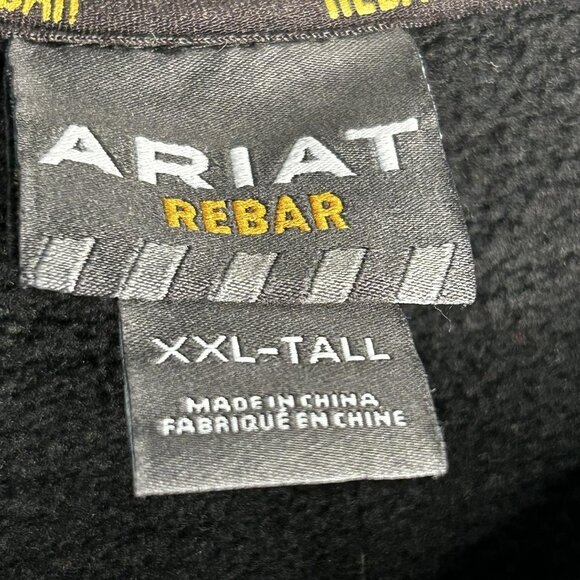 ARIAT
REBAR
XXL-TALL
MADE IN CHINA
FABRIQUÉ EN CHINE